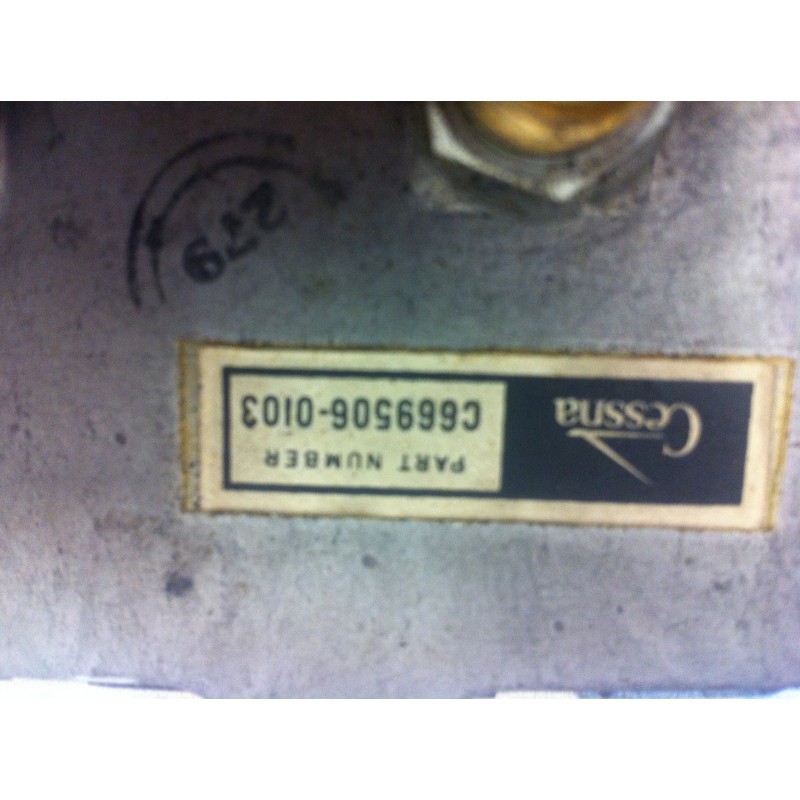 Cessna
PART NUMBER
C669506-0103
279